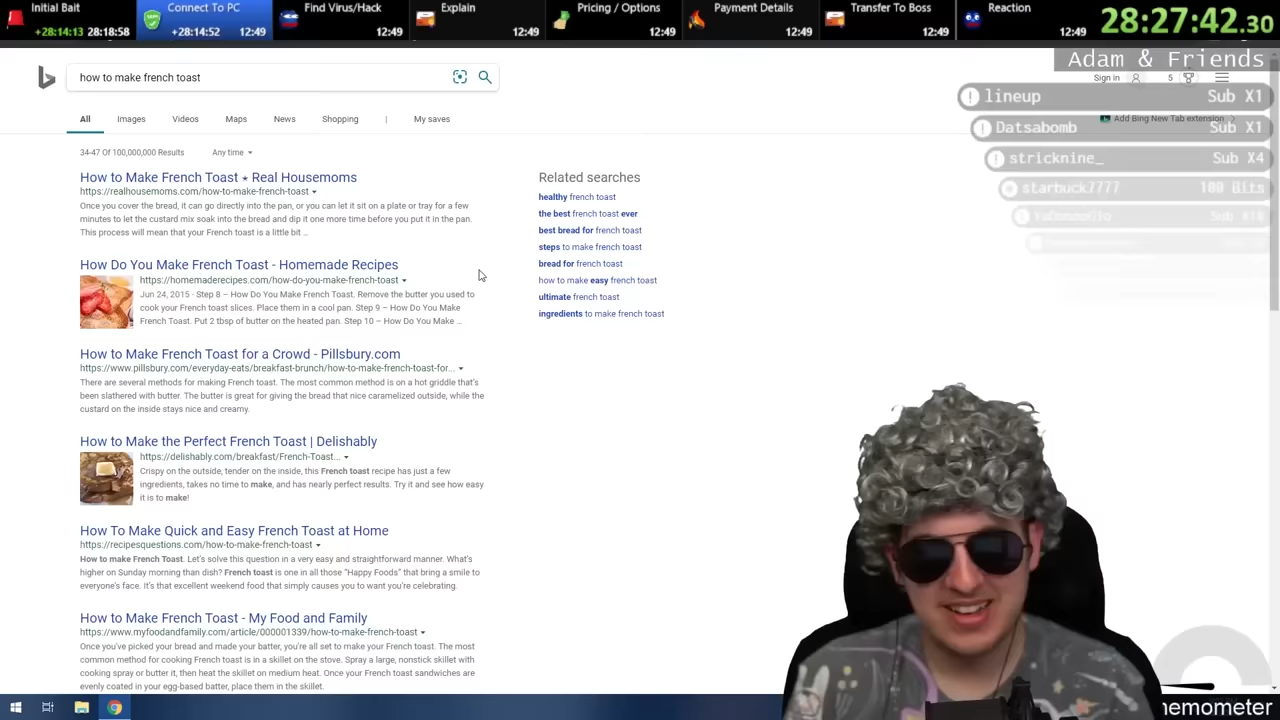 Initial Bait
+28:14:13 28:18:58
Connect To PC
+28:14:52 12:49
Find Virus/Hack
12:49
Explain
12:49
Pricing / Options
12:49
Payment Details
12:49
Transfer To Boss
12:49
Reaction
12:49
28:27:42.30
Adam & Friends
how to make french toast
Sign in
5
All
Images
Videos
Maps
News
Shopping
|
My saves
Add Bing New Tab extension
lineup Sub X1
Datsabomb Sub X1
stricknine_ Sub X4
starbuck7777 100 Bits
34-47 Of 100,000,000 Results
Any time
How to Make French Toast ⋆ Real Housemoms
https://realhousemoms.com/how-to-make-french-toast
Once you cover the bread, it can go directly into the pan, or you can let it sit on a plate or tray for a few
minutes to let the custard mix soak into the bread and dip it one more time before you put it in the pan.
This process will mean that your French toast is a little bit ...
How Do You Make French Toast - Homemade Recipes
https://homemaderecipes.com/how-do-you-make-french-toast
Jun 24, 2015 · Step 8 – How Do You Make French Toast. Remove the butter you used to
cook your French toast slices. Place them in a cool pan. Step 9 – How Do You Make
French Toast. Put 2 tbsp of butter on the heated pan. Step 10 – How Do You Make ...
How to Make French Toast for a Crowd - Pillsbury.com
https://www.pillsbury.com/everyday-eats/breakfast-brunch/how-to-make-french-toast-for...
There are several methods for making French toast. The most common method is on a hot griddle that's
been slathered with butter. The butter is great for giving the bread that nice caramelized outside, while the
custard on the inside stays nice and creamy.
How to Make the Perfect French Toast | Delishably
https://delishably.com/breakfast/French-Toast...
Crispy on the outside, tender on the inside, this French toast recipe has just a few
ingredients, takes no time to make, and has nearly perfect results. Try it and see how easy
it is to make!
How To Make Quick and Easy French Toast at Home
https://recipesquestions.com/how-to-make-french-toast
How to make French Toast. Let's solve this question in a very easy and straightforward manner. What's
higher on Sunday morning than dish? French toast is one in all those "Happy Foods" that bring a smile to
everyone's face. It's that excellent weekend food that simply causes you to want you're celebrating.
How to Make French Toast - My Food and Family
https://www.myfoodandfamily.com/article/000001339/how-to-make-french-toast
Once you've picked your bread and made your batter, you're all set to make your French toast. The most
common method for cooking French toast is in a skillet on the stove. Spray a large, nonstick skillet with
cooking spray or butter it, then heat the skillet on medium heat. Once your French toast sandwiches are
evenly coated in your egg-based batter, place them in the skillet.
Related searches
healthy french toast
the best french toast ever
best bread for french toast
steps to make french toast
bread for french toast
how to make easy french toast
ultimate french toast
ingredients to make french toast
hemometer